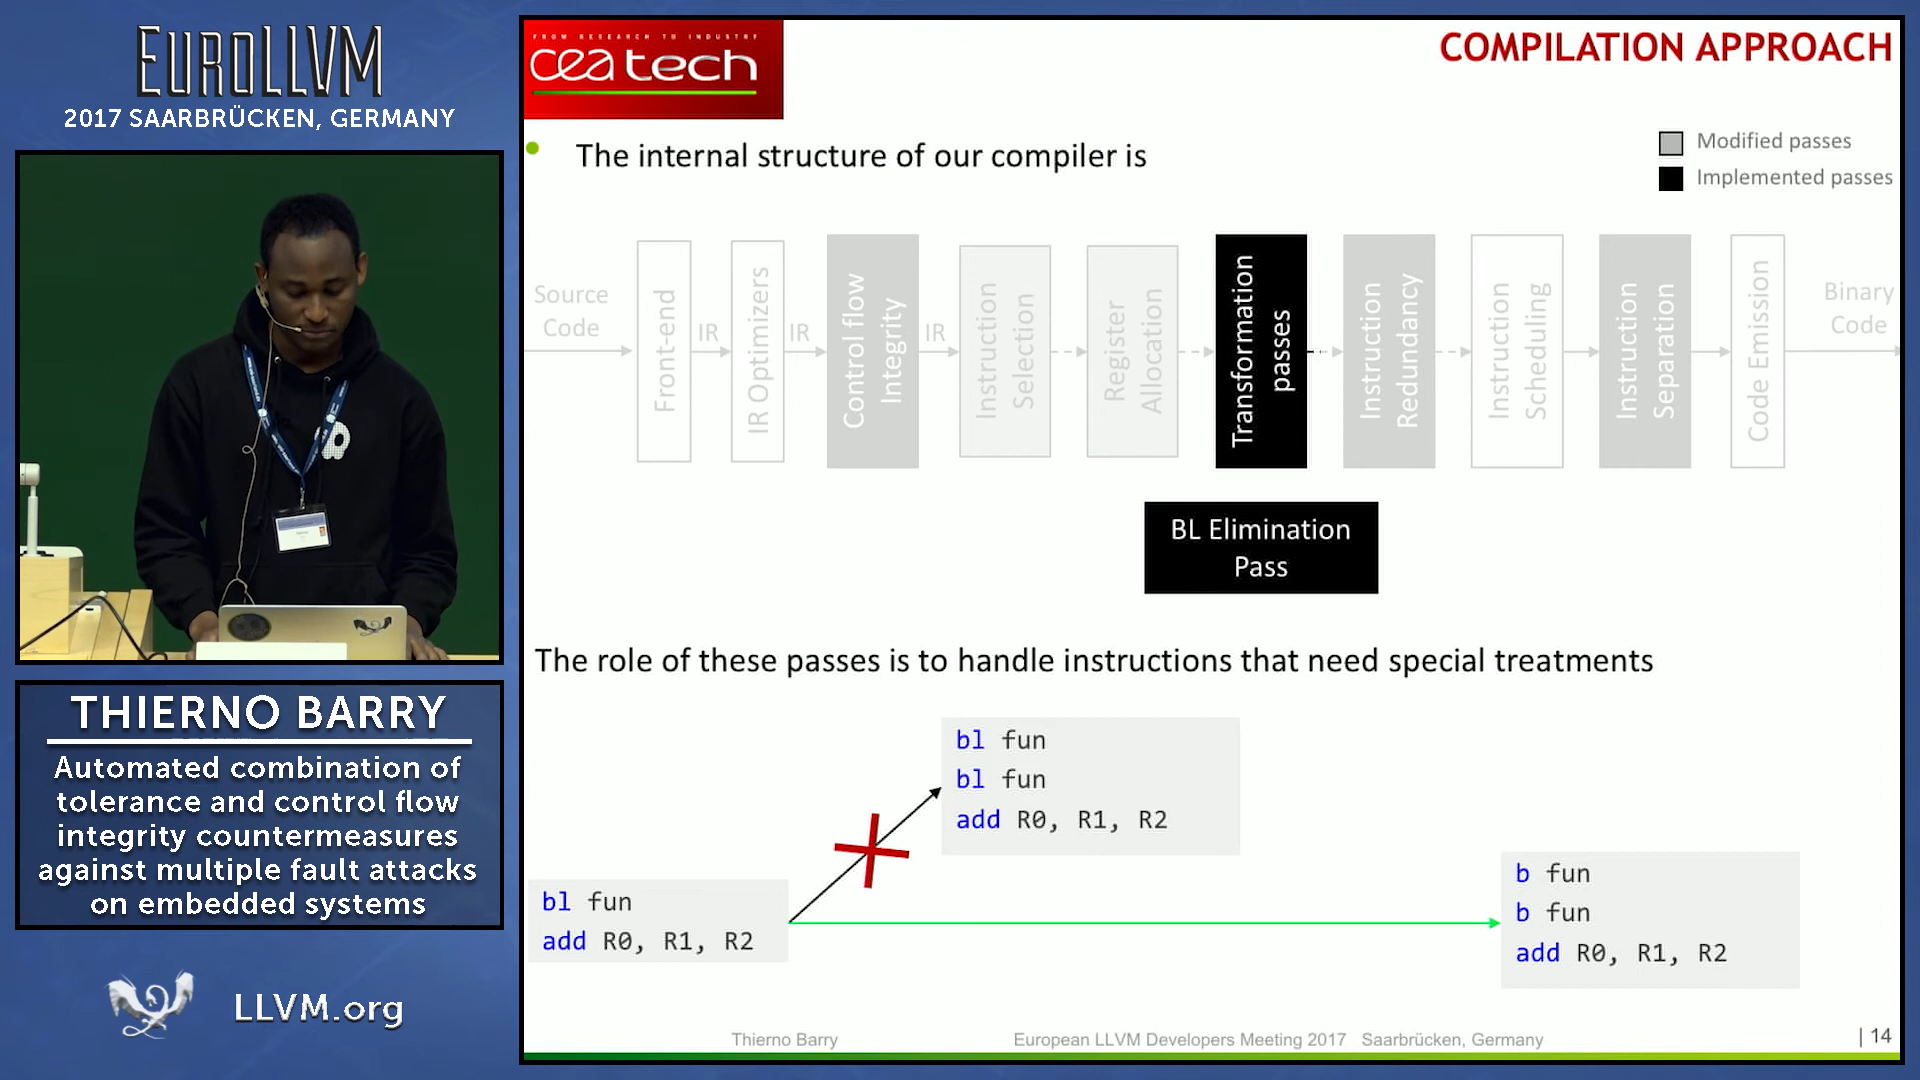 EUROLLVM
2017 SAARBRÜCKEN, GERMANY
THIERNO BARRY
Automated combination of
tolerance and control flow
integrity countermeasures
against multiple fault attacks
on embedded systems
LLVM.org
FROM RESEARCH TO INDUSTRY
cea tech
COMPILATION APPROACH
The internal structure of our compiler is
Modified passes
Implemented passes
Source
Code
Front-end
IR
IR Optimizers
IR
Control flow
Integrity
IR
Instruction
Selection
Register
Allocation
Transformation
passes
Instruction
Redundancy
Instruction
Scheduling
Instruction
Separation
Code Emission
Binary
Code
BL Elimination
Pass
The role of these passes is to handle instructions that need special treatments
bl fun
bl fun
add R0, R1, R2
bl fun
add R0, R1, R2
b fun
b fun
add R0, R1, R2
Thierno Barry
European LLVM Developers Meeting 2017 Saarbrücken, Germany
| 14